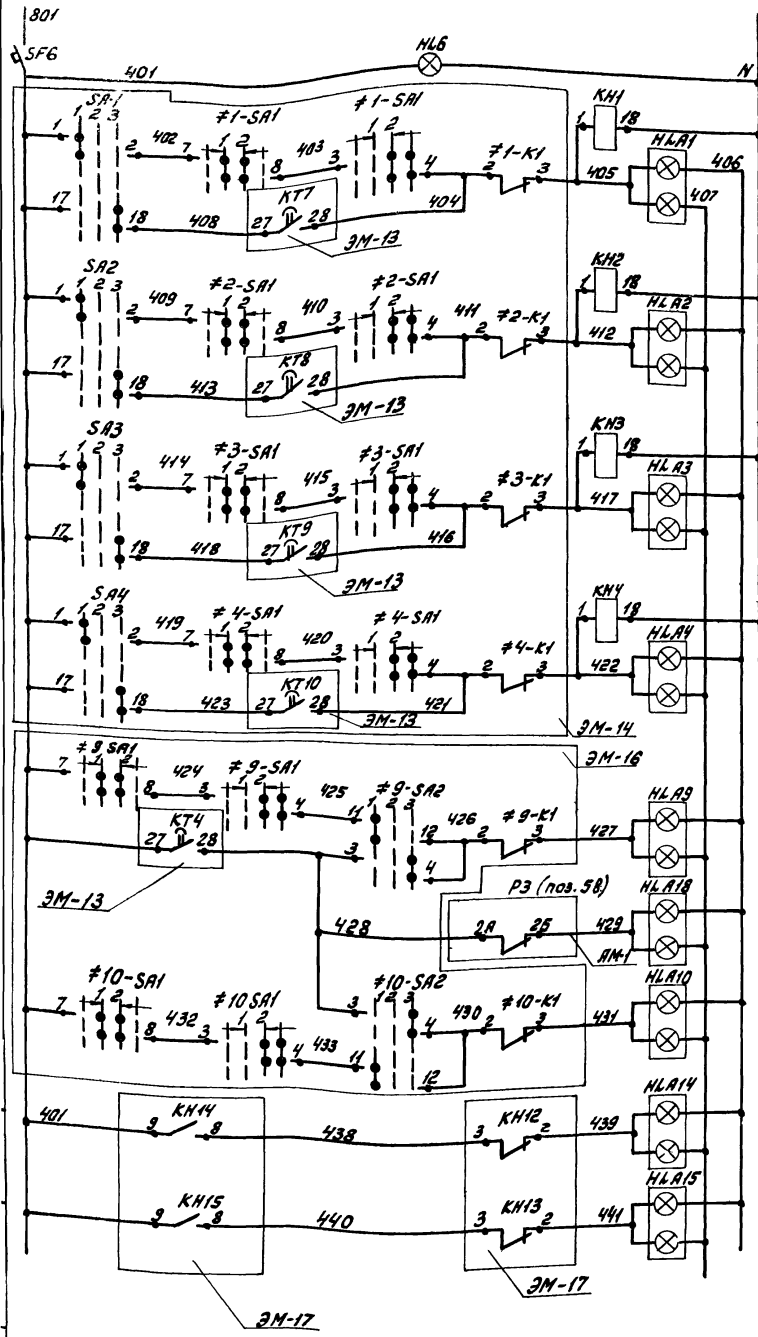 801
SF6
401
HL6
N
SA1 ≠1-SA1 ≠1-SA1 KH1
1 1 2 3 1 2 1 2 1 18 HLA1
2 402 7 8 403 3 4 2 ≠1-K1 3 405 406
407
17 18 408 27 KT7 28 404
ЭМ-13
SA2 ≠2-SA1 ≠2-SA1 KH2
1 1 2 3 1 2 1 2 1 18 HLA2
2 409 7 8 410 3 4 411 2 ≠2-K1 3 412
17 18 413 27 KT8 28
ЭМ-13
SA3 ≠3-SA1 ≠3-SA1 KH3
1 1 2 3 1 2 1 2 1 18 HLA3
2 414 7 8 415 3 4 2 ≠3-K1 3 417
17 18 418 27 KT9 28 416
ЭМ-13
SA4 ≠4-SA1 ≠4-SA1 KH4
1 1 2 3 1 2 1 2 1 18 HLA4
2 419 7 8 420 3 4 2 ≠4-K1 3 422
17 18 423 27 KT10 28 421
ЭМ-13
ЭМ-14
ЭМ-16
≠9 SA1 ≠9-SA1 ≠9-SA2 HLA9
7 1 2 8 424 3 1 2 4 425 11 1 2 3 12 426 2 ≠9-K1 3 427
27 KT4 28 3 4
ЭМ-13
P3 (поз. 5в) HLA18
428 2A 2Б 429
АМ-1
≠10-SA1 ≠10 SA1 ≠10-SA2 HLA10
7 1 2 8 432 3 1 2 4 433 11 3 1 2 3 4 430 2 ≠10-K1 3 431
12
HLA14
401 9 KH14 8 438 3 KH12 2 439
HLA15
9 KH15 8 440 3 KH13 2 441
ЭМ-17
ЭМ-17